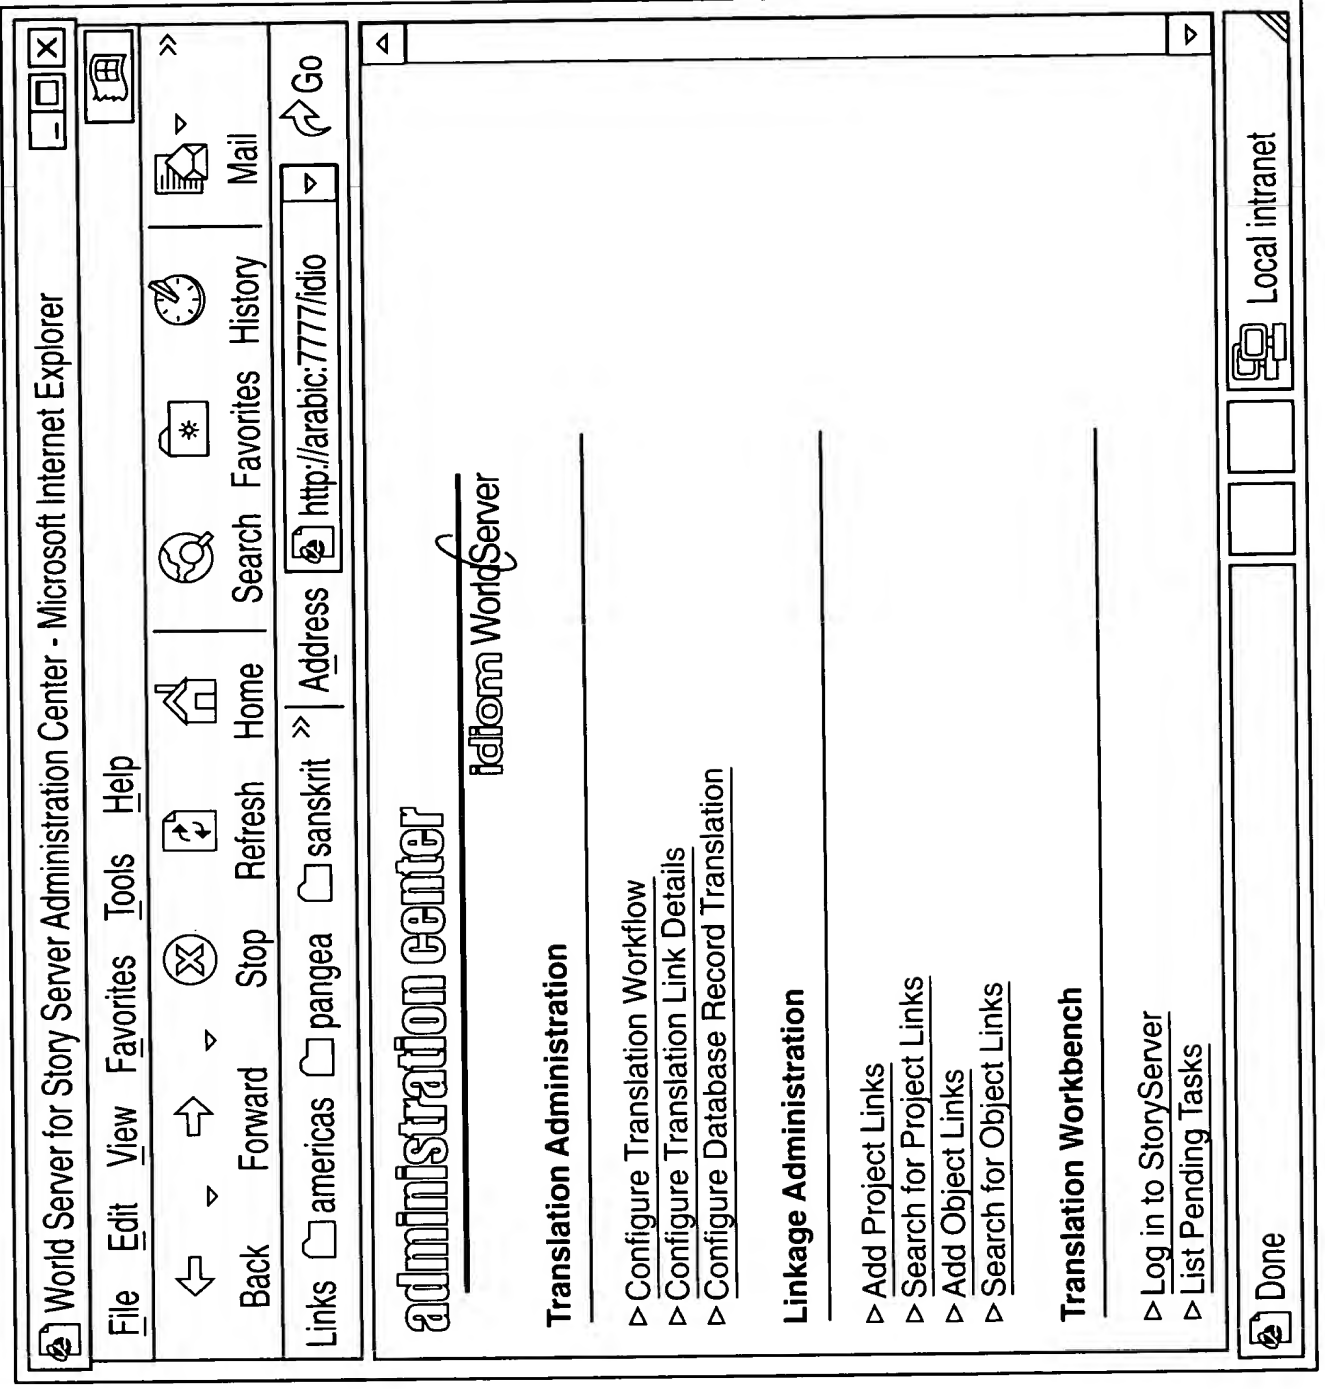 World Server for Story Server Administration Center - Microsoft Internet Explorer
File Edit View Favorites Tools Help
Back Forward Stop Refresh Home Search Favorites History Mail »
Links americas pangea sanskrit » Address http://arabic:7777/idio Go
administration center
idiom WorldServer
Translation Administration
Configure Translation Workflow
Configure Translation Link Details
Configure Database Record Translation
Linkage Administration
Add Project Links
Search for Project Links
Add Object Links
Search for Object Links
Translation Workbench
Log in to StoryServer
List Pending Tasks
Done Local intranet